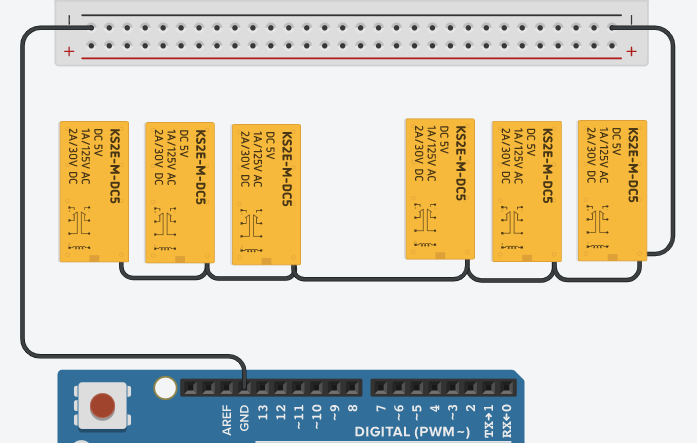 KS2E-M-DC5
DC 5V
1A/125V AC
2A/30V DC
KS2E-M-DC5
DC 5V
1A/125V AC
2A/30V DC
KS2E-M-DC5
DC 5V
1A/125V AC
2A/30V DC
KS2E-M-DC5
DC 5V
1A/125V AC
2A/30V DC
KS2E-M-DC5
DC 5V
1A/125V AC
2A/30V DC
KS2E-M-DC5
DC 5V
1A/125V AC
2A/30V DC
AREF
GND
13
12
~11
~10
~9
8
7
~6
~5
4
~3
2
TX→1
RX←0
DIGITAL (PWM~)